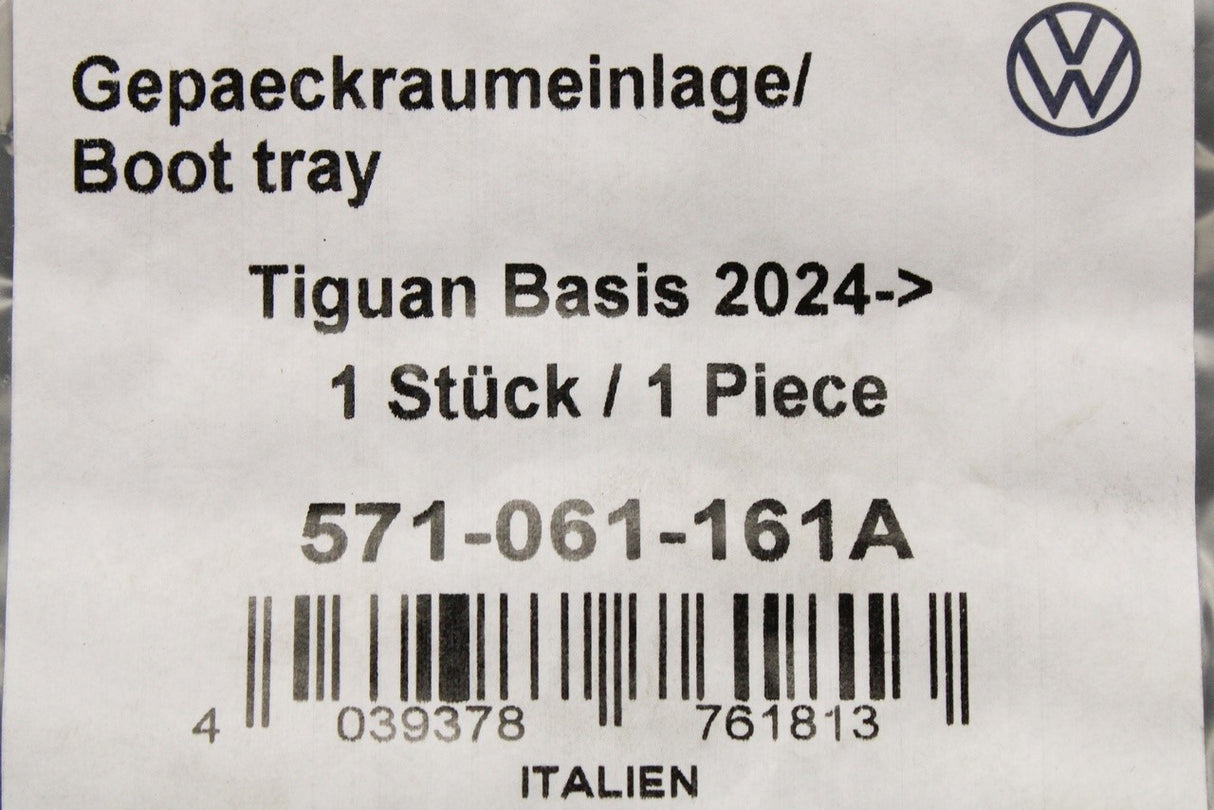 Gepaeckraumeinlage/
Boot tray
Tiguan Basis 2024->
1 Stück / 1 Piece
571-061-161A
4 039378 761813
ITALIEN